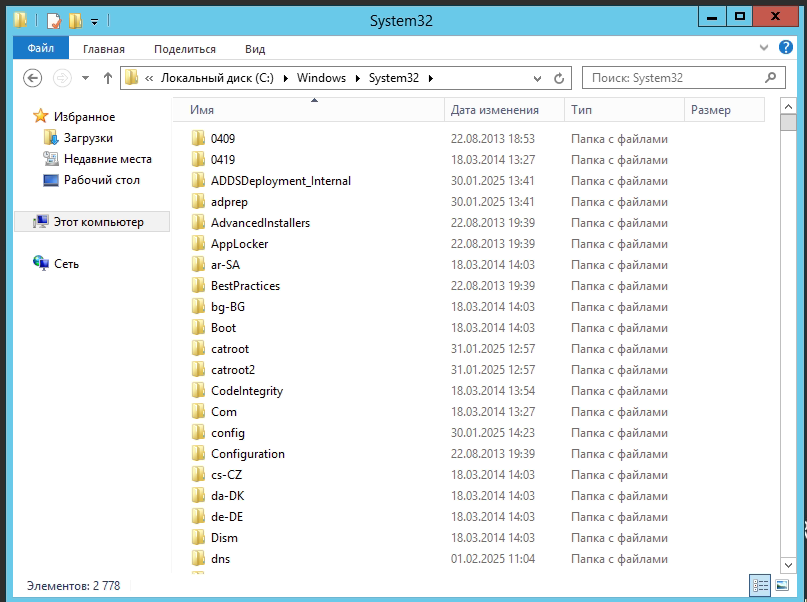 System32
Файл Главная Поделиться Вид
« Локальный диск (C:) Windows System32 Поиск: System32
Избранное
Загрузки
Недавние места
Рабочий стол
Этот компьютер
Сеть
Имя Дата изменения Тип Размер
0409 22.08.2013 18:53 Папка с файлами
0419 18.03.2014 13:27 Папка с файлами
ADDSDeployment_Internal 30.01.2025 13:41 Папка с файлами
adprep 30.01.2025 13:41 Папка с файлами
AdvancedInstallers 22.08.2013 19:39 Папка с файлами
AppLocker 22.08.2013 19:39 Папка с файлами
ar-SA 18.03.2014 14:03 Папка с файлами
BestPractices 22.08.2013 19:39 Папка с файлами
bg-BG 18.03.2014 14:03 Папка с файлами
Boot 18.03.2014 14:03 Папка с файлами
catroot 31.01.2025 12:57 Папка с файлами
catroot2 31.01.2025 12:57 Папка с файлами
CodeIntegrity 18.03.2014 13:54 Папка с файлами
Com 18.03.2014 13:27 Папка с файлами
config 30.01.2025 14:23 Папка с файлами
Configuration 22.08.2013 19:39 Папка с файлами
cs-CZ 18.03.2014 14:03 Папка с файлами
da-DK 18.03.2014 14:03 Папка с файлами
de-DE 18.03.2014 14:03 Папка с файлами
Dism 18.03.2014 14:03 Папка с файлами
dns 01.02.2025 11:04 Папка с файлами
Элементов: 2 778